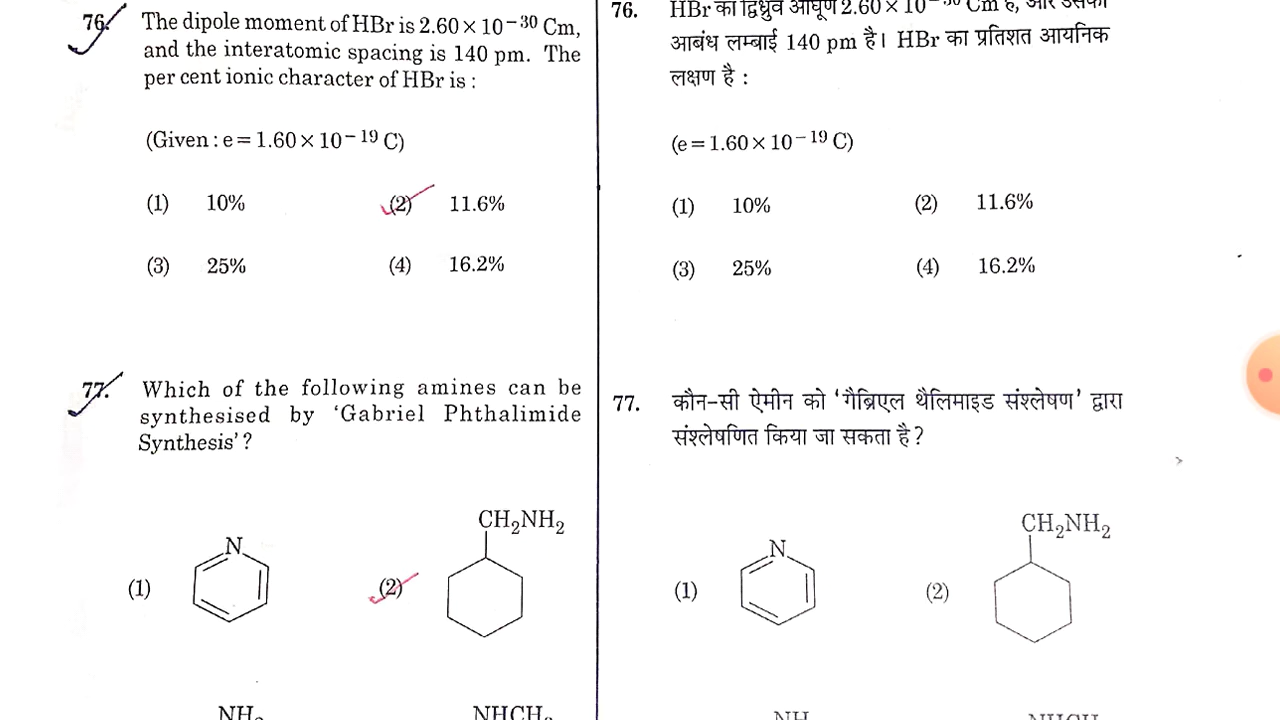 76. The dipole moment of HBr is 2.60 × 10⁻³⁰ Cm,
and the interatomic spacing is 140 pm. The
per cent ionic character of HBr is :
(Given : e = 1.60 × 10⁻¹⁹ C)
(1) 10% (2) 11.6%
(3) 25% (4) 16.2%
77. Which of the following amines can be
synthesised by ‘Gabriel Phthalimide
Synthesis’ ?
CH₂NH₂
N
(1) (2)
NH₂ NHCH₃
76. HBr का द्विध्रुव आघूर्ण 2.60 × 10⁻³⁰ Cm है, और उसकी
आबंध लम्बाई 140 pm है। HBr का प्रतिशत आयनिक
लक्षण है :
(e = 1.60 × 10⁻¹⁹ C)
(1) 10% (2) 11.6%
(3) 25% (4) 16.2%
77. कौन-सी ऐमीन को ‘गैब्रिएल थैलिमाइड संश्लेषण’ द्वारा
संश्लेषणित किया जा सकता है ?
CH₂NH₂
N
(1) (2)